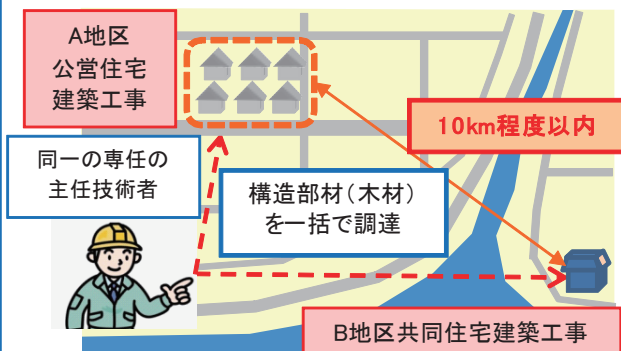 A地区
公営住宅
建築工事
10km程度以内
同一の専任の
主任技術者
構造部材(木材)
を一括で調達
B地区共同住宅建築工事